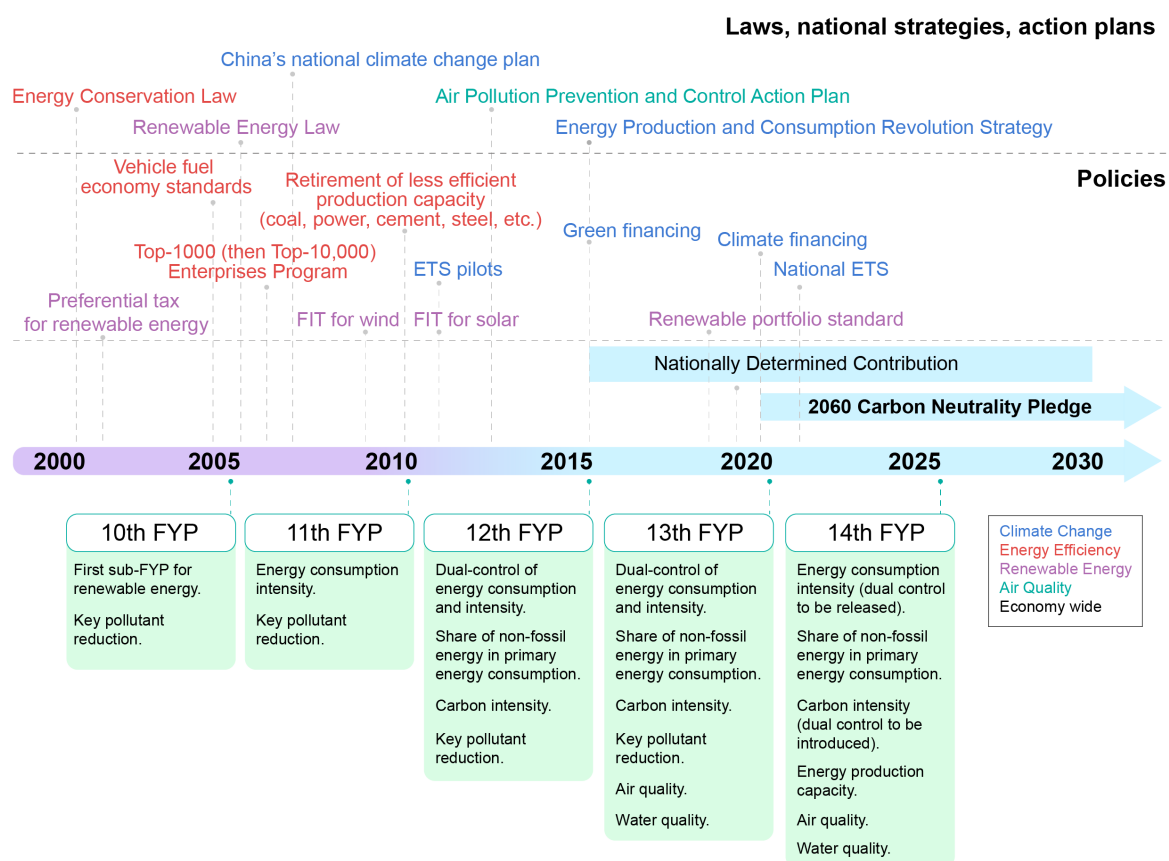 Laws, national strategies, action plans
China's national climate change plan
Energy Conservation Law
Air Pollution Prevention and Control Action Plan
Renewable Energy Law
Energy Production and Consumption Revolution Strategy
Policies
Vehicle fuel
economy standards
Retirement of less efficient
production capacity
(coal, power, cement, steel, etc.)
Green financing
Climate financing
Top-1000 (then Top-10,000)
Enterprises Program
ETS pilots
National ETS
Preferential tax
for renewable energy
FIT for wind
FIT for solar
Renewable portfolio standard
Nationally Determined Contribution
2060 Carbon Neutrality Pledge
2000
2005
2010
2015
2020
2025
2030
10th FYP
First sub-FYP for
renewable energy.
Key pollutant
reduction.
11th FYP
Energy consumption
intensity.
Key pollutant
reduction.
12th FYP
Dual-control of
energy consumption
and intensity.
Share of non-fossil
energy in primary
energy consumption.
Carbon intensity.
Key pollutant
reduction.
13th FYP
Dual-control of
energy consumption
and intensity.
Share of non-fossil
energy in primary
energy consumption.
Carbon intensity.
Key pollutant
reduction.
Air quality.
Water quality.
14th FYP
Energy consumption
intensity (dual control
to be released).
Share of non-fossil
energy in primary
energy consumption.
Carbon intensity
(dual control to be
introduced).
Energy production
capacity.
Air quality.
Water quality.
Climate Change
Energy Efficiency
Renewable Energy
Air Quality
Economy wide